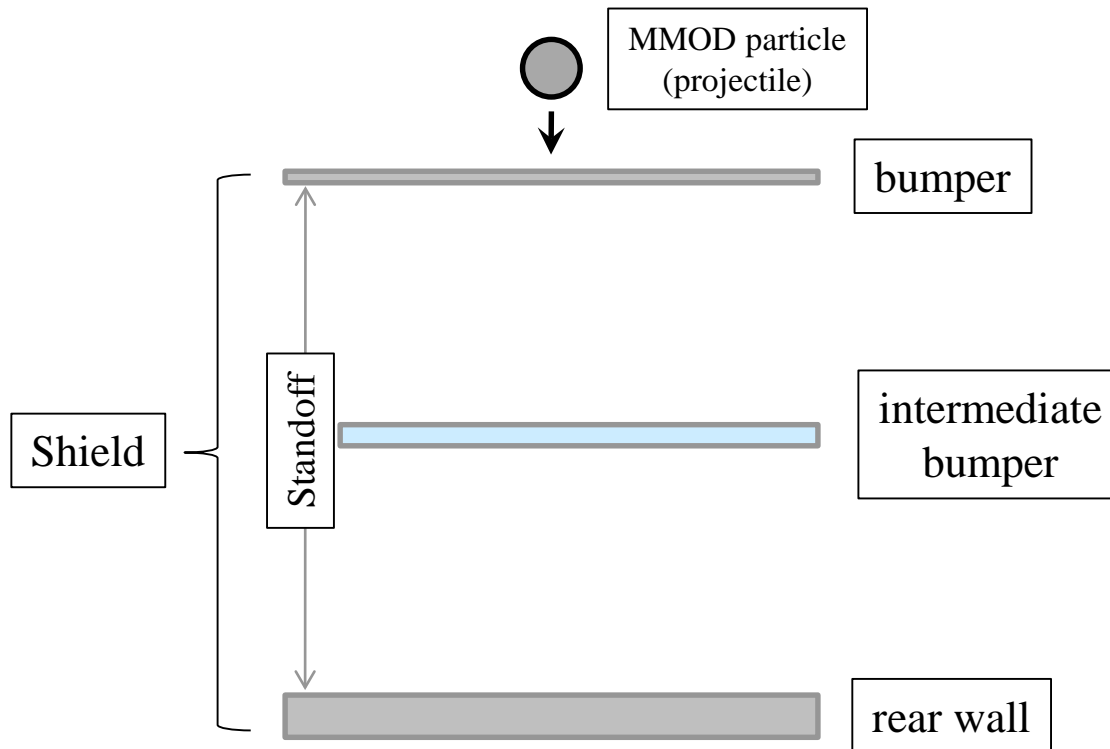 MMOD particle
(projectile)
bumper
Standoff
intermediate
bumper
Shield
rear wall